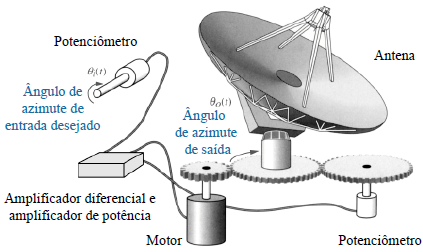 Potenciômetro
Antena
θi(t)
Ângulo de
azimute de
entrada desejado
θO(t)
Ângulo
de azimute
de saída
Amplificador diferencial e
amplificador de potência
Motor
Potenciômetro